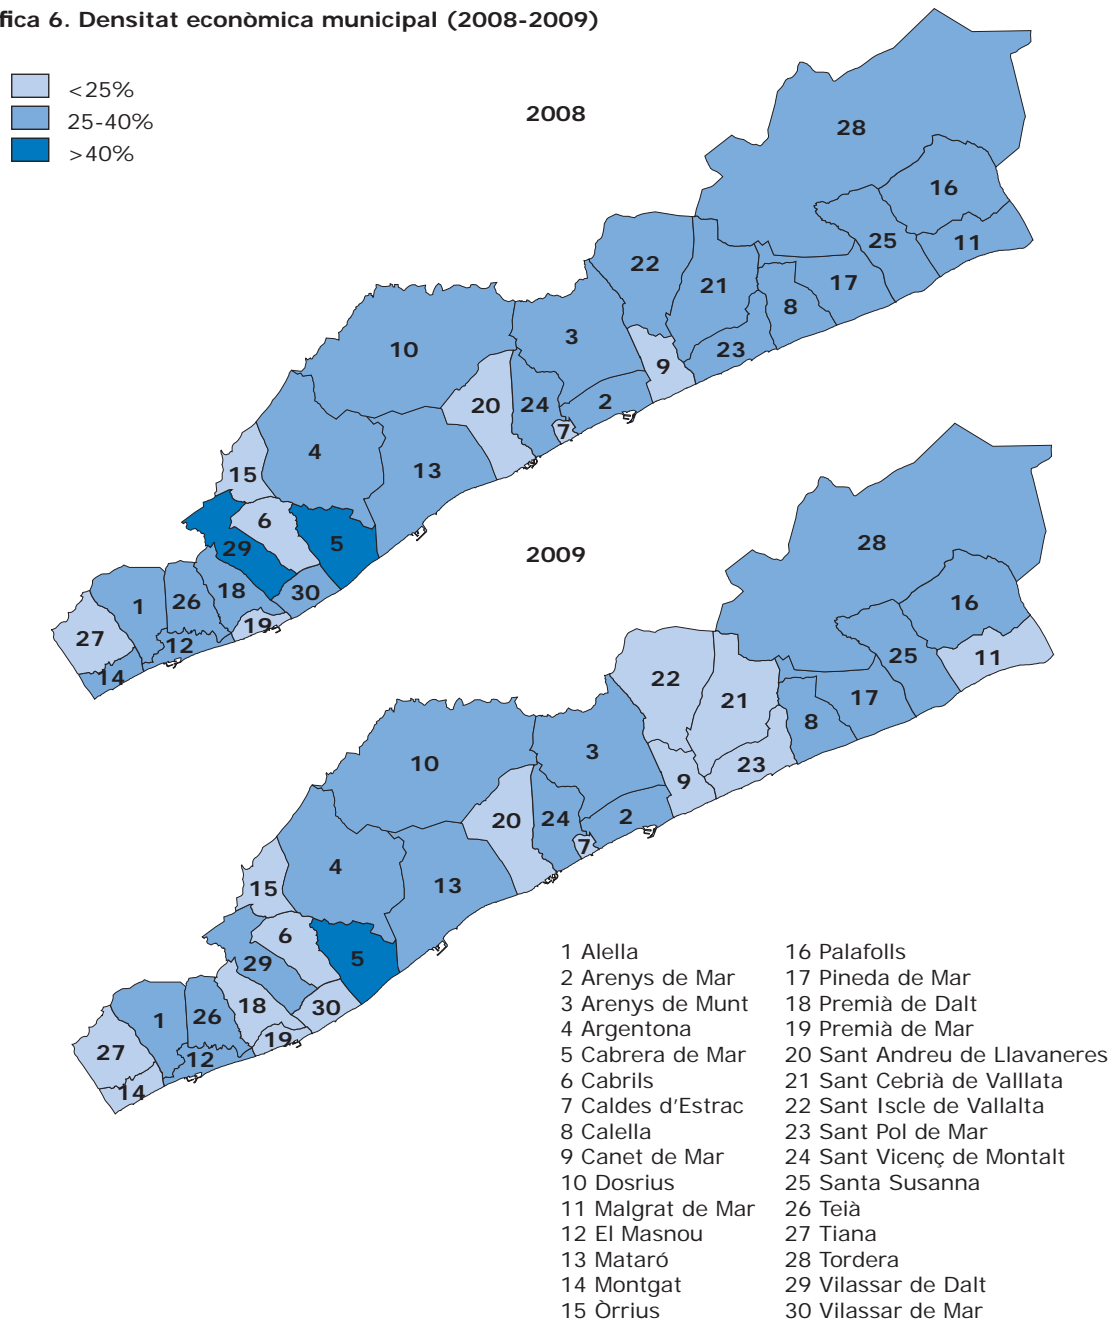 fica 6. Densitat econòmica municipal (2008-2009)
<25%
25-40%
>40%
2008
28
16
25
11
22
21
17
8
3
23
10
9
20
24
2
7
4
13
15
6
5
29
1
26
18
30
19
27
12
14
2009
28
16
25
11
22
21
17
8
3
23
10
9
20
24
2
7
4
13
15
6
5
29
1
26
18
30
19
27
12
14
1 Alella
2 Arenys de Mar
3 Arenys de Munt
4 Argentona
5 Cabrera de Mar
6 Cabrils
7 Caldes d'Estrac
8 Calella
9 Canet de Mar
10 Dosrius
11 Malgrat de Mar
12 El Masnou
13 Mataró
14 Montgat
15 Òrrius
16 Palafolls
17 Pineda de Mar
18 Premià de Dalt
19 Premià de Mar
20 Sant Andreu de Llavaneres
21 Sant Cebrià de Valllata
22 Sant Iscle de Vallalta
23 Sant Pol de Mar
24 Sant Vicenç de Montalt
25 Santa Susanna
26 Teià
27 Tiana
28 Tordera
29 Vilassar de Dalt
30 Vilassar de Mar